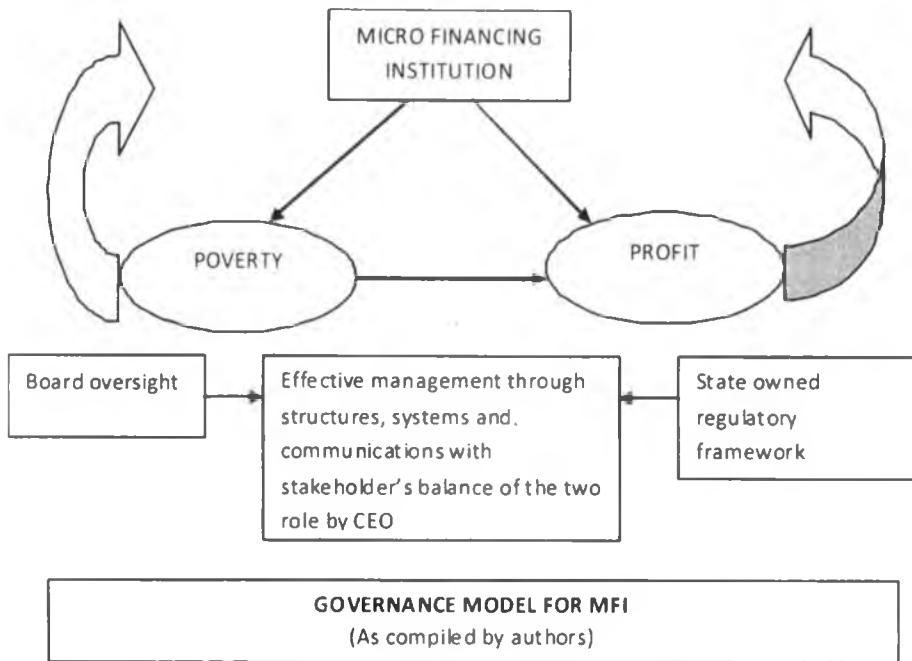 MICRO FINANCING
INSTITUTION
POVERTY
PROFIT
Board oversight
Effective management through
structures, systems and.
communications with
stakeholder's balance of the two
role by CEO
State owned
regulatory
framework
GOVERNANCE MODEL FOR MFI
(As compiled by authors)